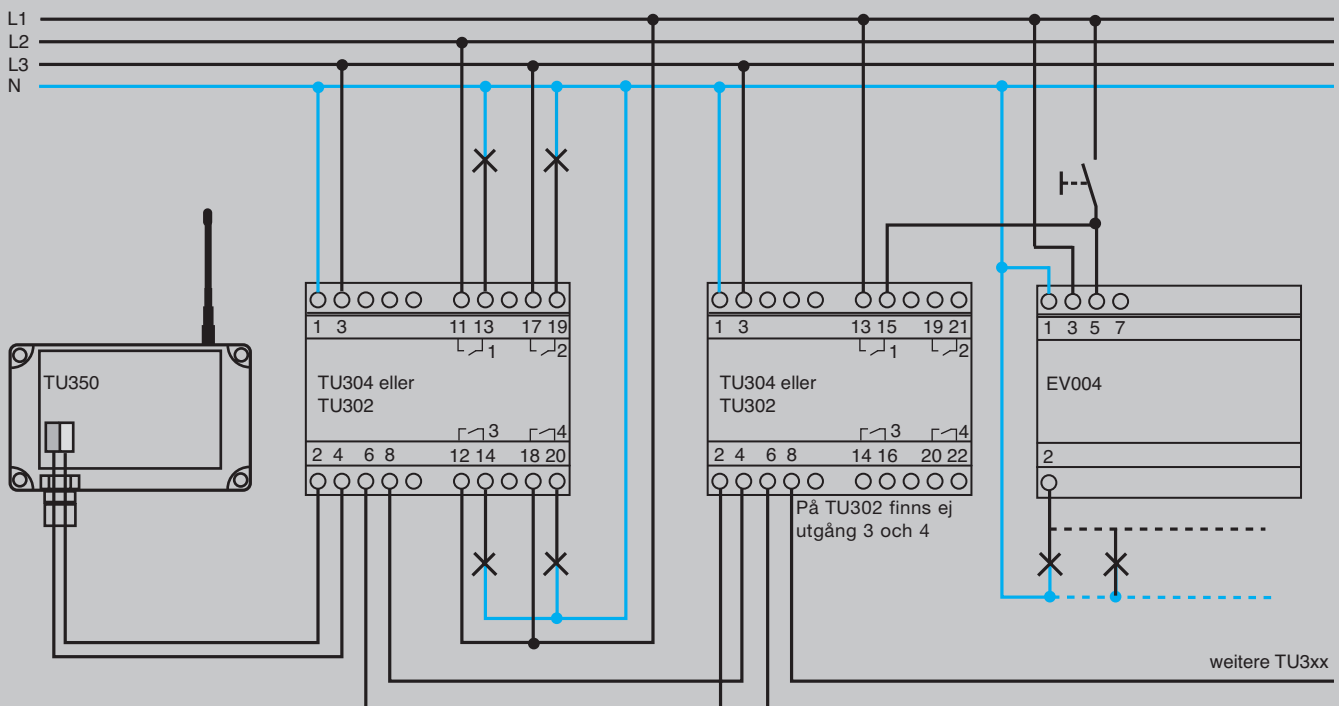 L1
L2
L3
N
1 3 11 13 17 19
1 2
TU304 eller
TU302
3 4
2 4 6 8 12 14 18 20
TU350
1 3 13 15 19 21
1 2
TU304 eller
TU302
3 4
2 4 6 8 14 16 20 22
På TU302 finns ej
utgång 3 och 4
1 3 5 7
EV004
2
weitere TU3xx